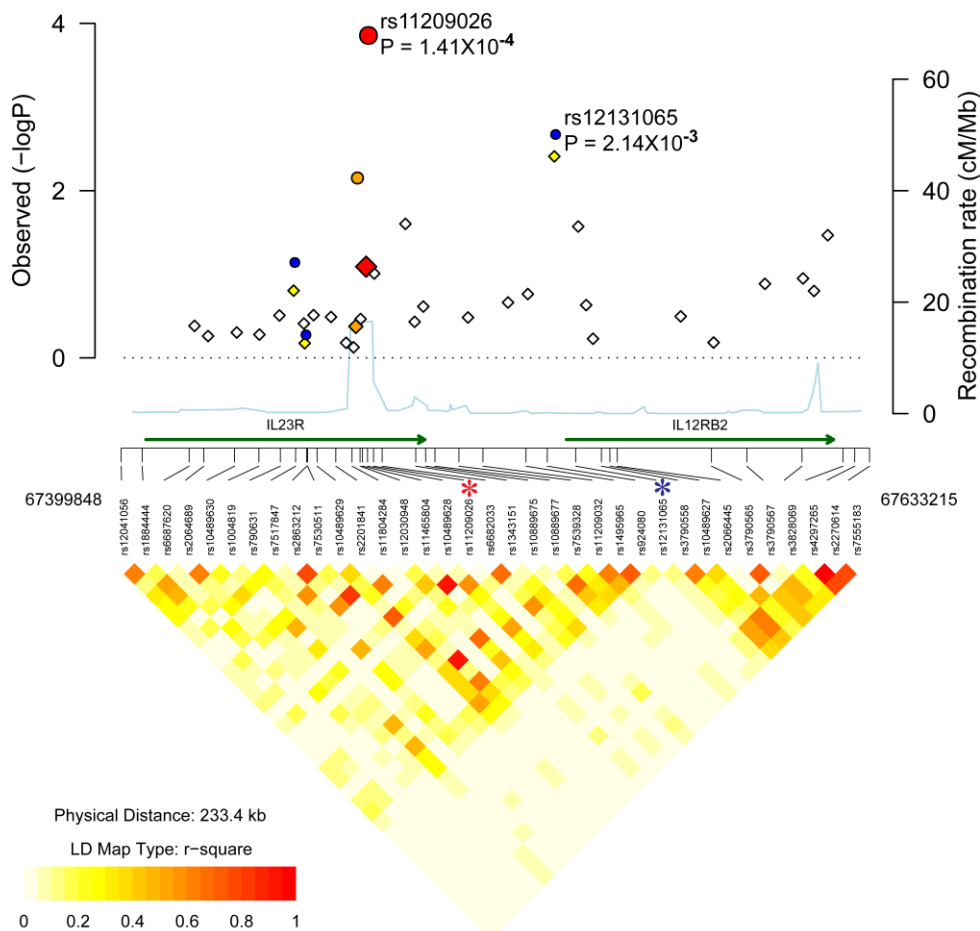 4
2
0
Observed (−logP)
rs11209026
P = 1.41X10-4
rs12131065
P = 2.14X10-3
60
40
20
0
Recombination rate (cM/Mb)
IL23R
IL12RB2
67399848
*
*
67633215
rs12041056
rs1884444
rs6687620
rs2064689
rs10489630
rs1004819
rs790631
rs7517847
rs2863212
rs7530511
rs10489629
rs2201841
rs11804284
rs12030948
rs11465804
rs10489628
rs11209026
rs6682033
rs1343151
rs10889675
rs10889677
rs7539328
rs11209032
rs1495965
rs924080
rs12131065
rs3790558
rs10489627
rs2066445
rs3790565
rs3790567
rs3828069
rs4297265
rs2270614
rs7555183
Physical Distance: 233.4 kb
LD Map Type: r−square
0 0.2 0.4 0.6 0.8 1